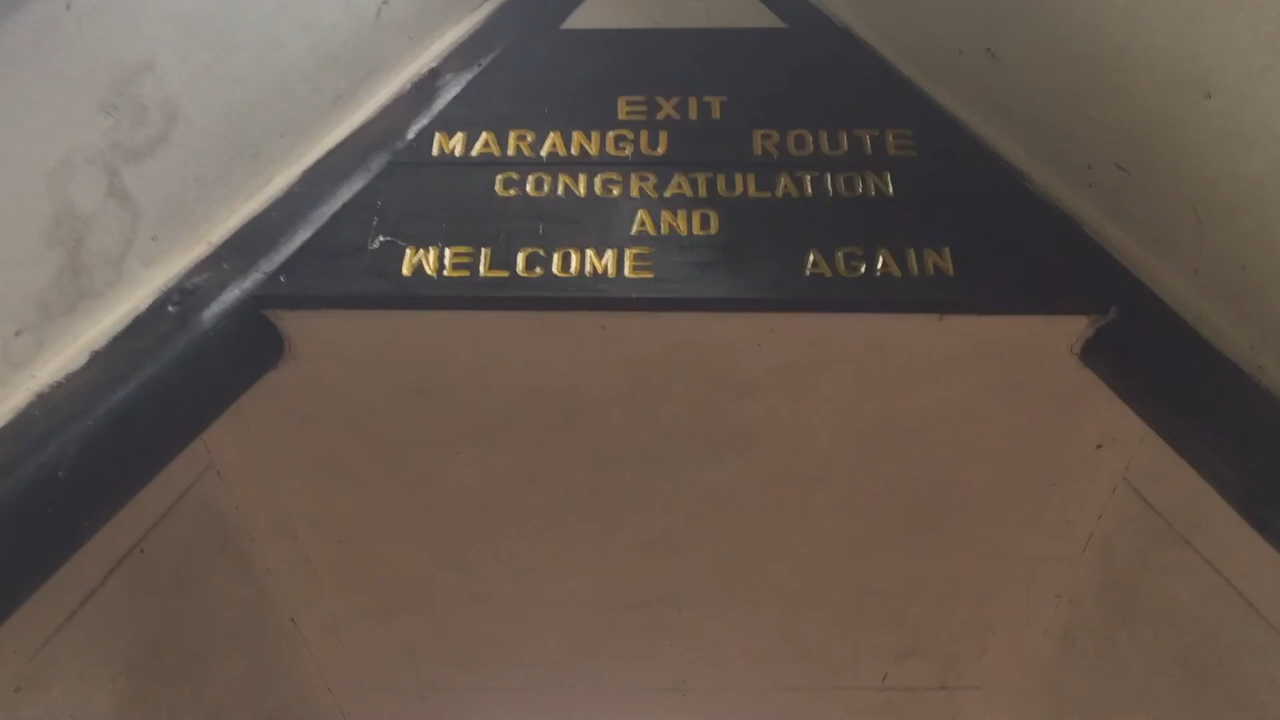 EXIT
MARANGU ROUTE
CONGRATULATION
AND
WELCOME AGAIN